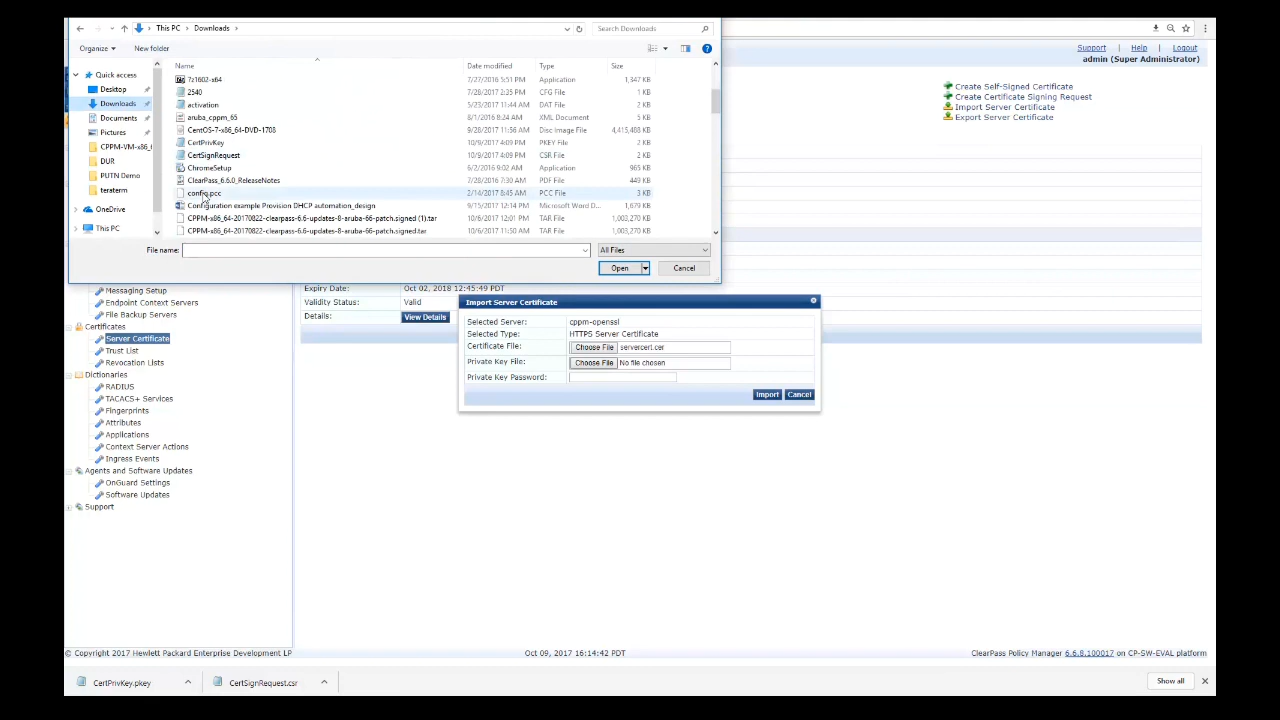 This PC > Downloads >
Search Downloads
Organize
New folder
Support Help Logout
admin (Super Administrator)
Name Date modified Type Size
Quick access
Desktop
Downloads
Documents
Pictures
CPPM-VM-x86_6
DUR
PUTN Demo
teraterm
OneDrive
This PC
7z1602-x64 7/27/2016 5:51 PM Application 1,347 KB
2540 7/27/2017 2:35 PM CFG File 1 KB
activation 5/23/2017 11:44 AM DAT File 2 KB
aruba_cppm_65 8/1/2016 8:24 AM XML Document 5 KB
CentOS-7-x86_64-DVD-1708 9/28/2017 11:56 AM Disc Image File 4,415,488 KB
CertPrivKey 10/9/2017 4:09 PM PKEY File 2 KB
CertSignRequest 10/9/2017 4:09 PM CSR File 2 KB
ChromeSetup 6/2/2016 9:02 AM Application 965 KB
ClearPass_6.6.0_ReleaseNotes 7/28/2016 7:30 AM PDF File 449 KB
config.pcc 2/14/2017 8:45 AM PCC File 3 KB
Configuration example Provision DHCP automation_design 9/15/2017 12:14 PM Microsoft Word D... 1,679 KB
CPPM-x86_64-20170822-clearpass-6.6-updates-8-aruba-66-patch.signed (1).tar 10/6/2017 12:01 PM TAR File 1,003,270 KB
CPPM-x86_64-20170822-clearpass-6.6-updates-8-aruba-66-patch.signed.tar 10/6/2017 11:50 AM TAR File 1,003,270 KB
File name:
All Files
Open
Cancel
Create Self-Signed Certificate
Create Certificate Signing Request
Import Server Certificate
Export Server Certificate
Messaging Setup
Endpoint Context Servers
File Backup Servers
Certificates
Server Certificate
Trust List
Revocation Lists
Dictionaries
RADIUS
TACACS+ Services
Fingerprints
Attributes
Applications
Context Server Actions
Ingress Events
Agents and Software Updates
OnGuard Settings
Software Updates
Support
Expiry Date: Oct 02, 2018 12:45:49 PDT
Validity Status: Valid
Details: View Details
Import Server Certificate
Selected Server: cppm-openssl
Selected Type: HTTPS Server Certificate
Certificate File: Choose File servercert.cer
Private Key File: Choose File No file chosen
Private Key Password:
Import Cancel
© Copyright 2017 Hewlett Packard Enterprise Development LP
Oct 09, 2017 16:14:42 PDT
ClearPass Policy Manager 6.6.8.100017 on CP-SW-EVAL platform
CertPrivKey.pkey
CertSignRequest.csr
Show all